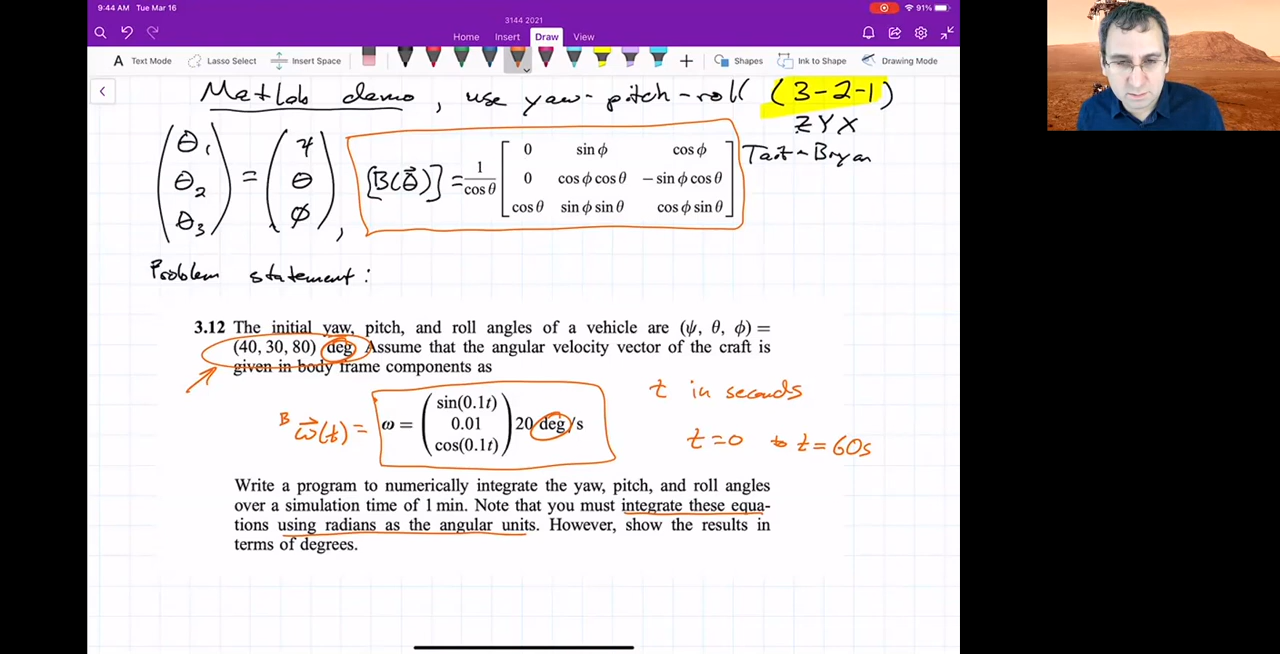 9:44 AM Tue Mar 16
91%
3144 2021
Home Insert Draw View
Text Mode Lasso Select Insert Space Shapes Ink to Shape Drawing Mode
Matlab demo, use yaw-pitch-roll (3-2-1)
ZYX
Tait-Bryan
(θ₁ θ₂ θ₃) = (ψ θ ϕ), [B(θ⃗)] = 1/cos θ [0 sin ϕ cos ϕ
0 cos ϕ cos θ − sin ϕ cos θ
cos θ sin ϕ sin θ cos ϕ sin θ]
Problem statement:
3.12 The initial yaw, pitch, and roll angles of a vehicle are (ψ, θ, ϕ) =
(40, 30, 80) deg. Assume that the angular velocity vector of the craft is
given in body frame components as
t in seconds
ᴮω⃗(t) = ω = (sin(0.1t) 0.01 cos(0.1t)) 20 deg/s
t=0 to t=60s
Write a program to numerically integrate the yaw, pitch, and roll angles
over a simulation time of 1 min. Note that you must integrate these equa-
tions using radians as the angular units. However, show the results in
terms of degrees.